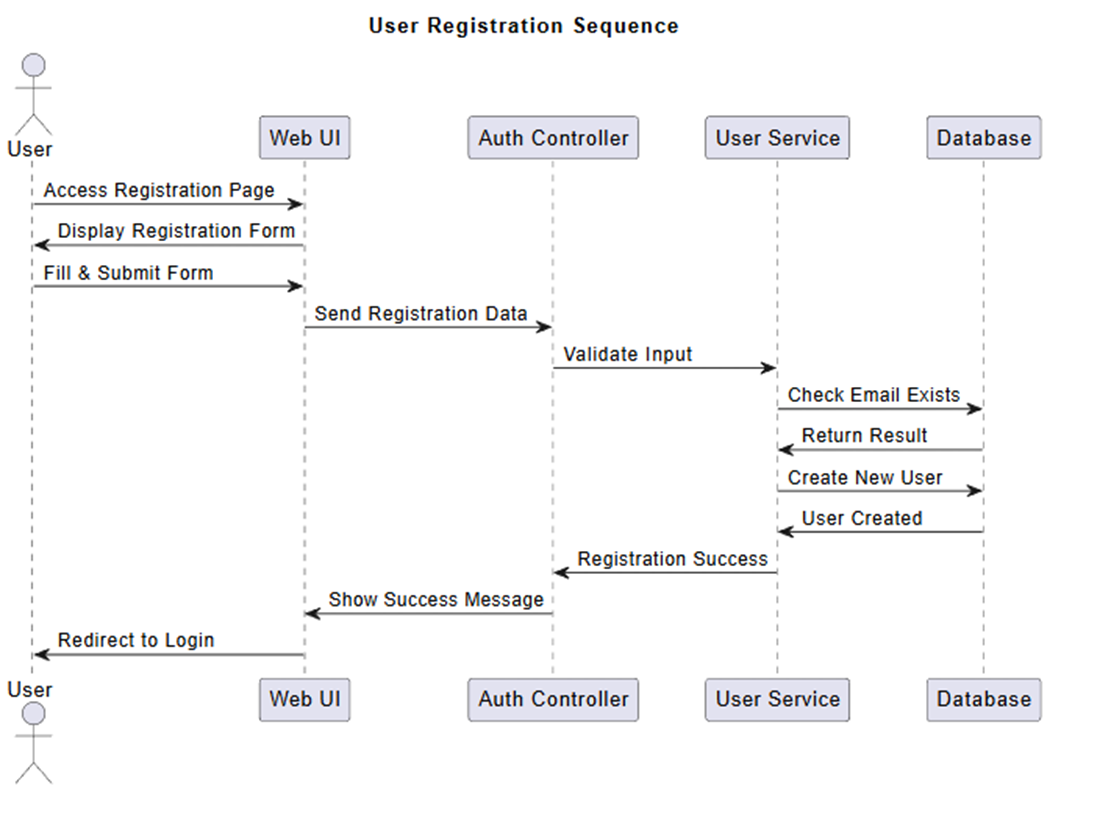 User Registration Sequence
User
Web UI
Auth Controller
User Service
Database
Access Registration Page
Display Registration Form
Fill & Submit Form
Send Registration Data
Validate Input
Check Email Exists
Return Result
Create New User
User Created
Registration Success
Show Success Message
Redirect to Login
User
Web UI
Auth Controller
User Service
Database